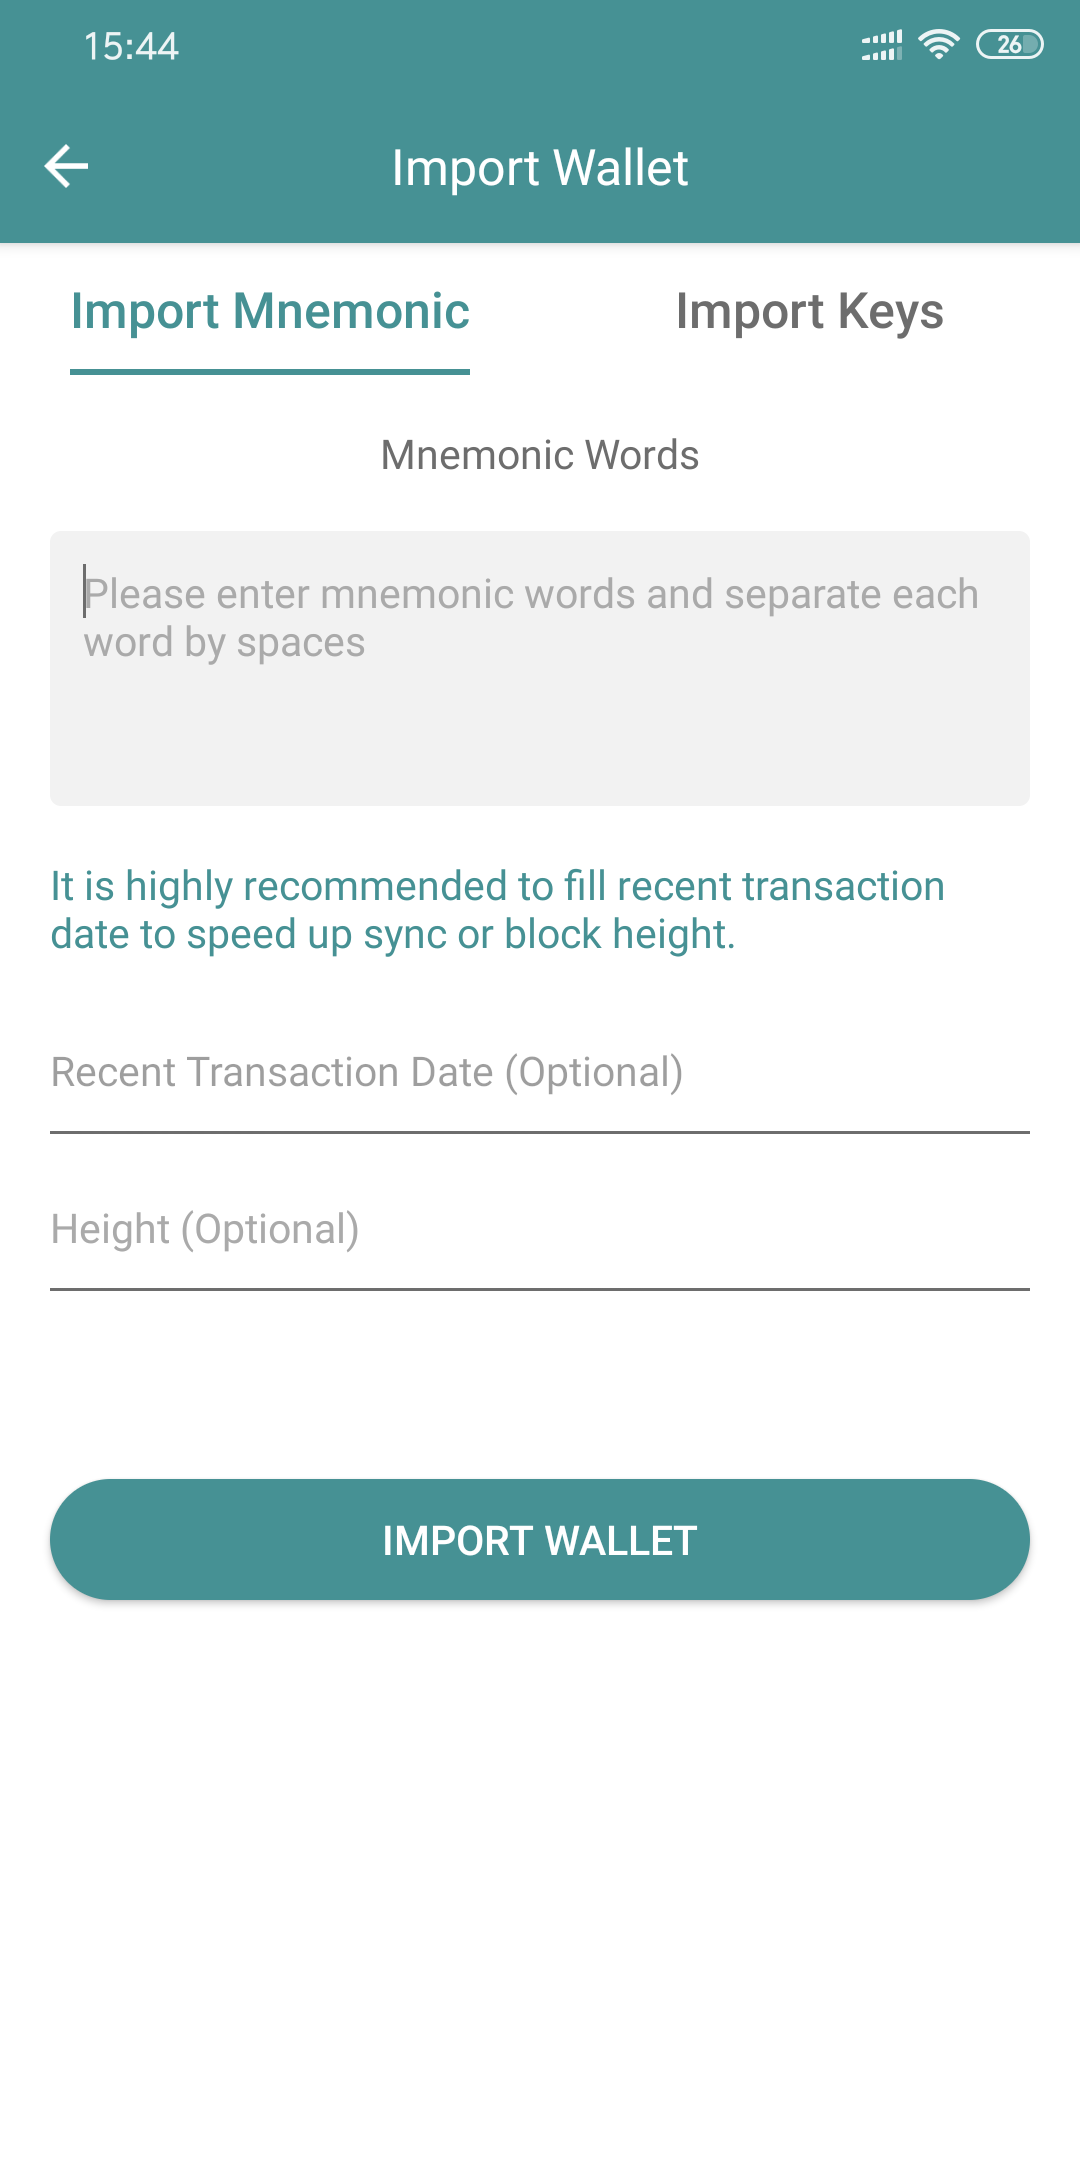 15:44
26
Import Wallet
Import Mnemonic
Import Keys
Mnemonic Words
Please enter mnemonic words and separate each
word by spaces
It is highly recommended to fill recent transaction
date to speed up sync or block height.
Recent Transaction Date (Optional)
Height (Optional)
IMPORT WALLET